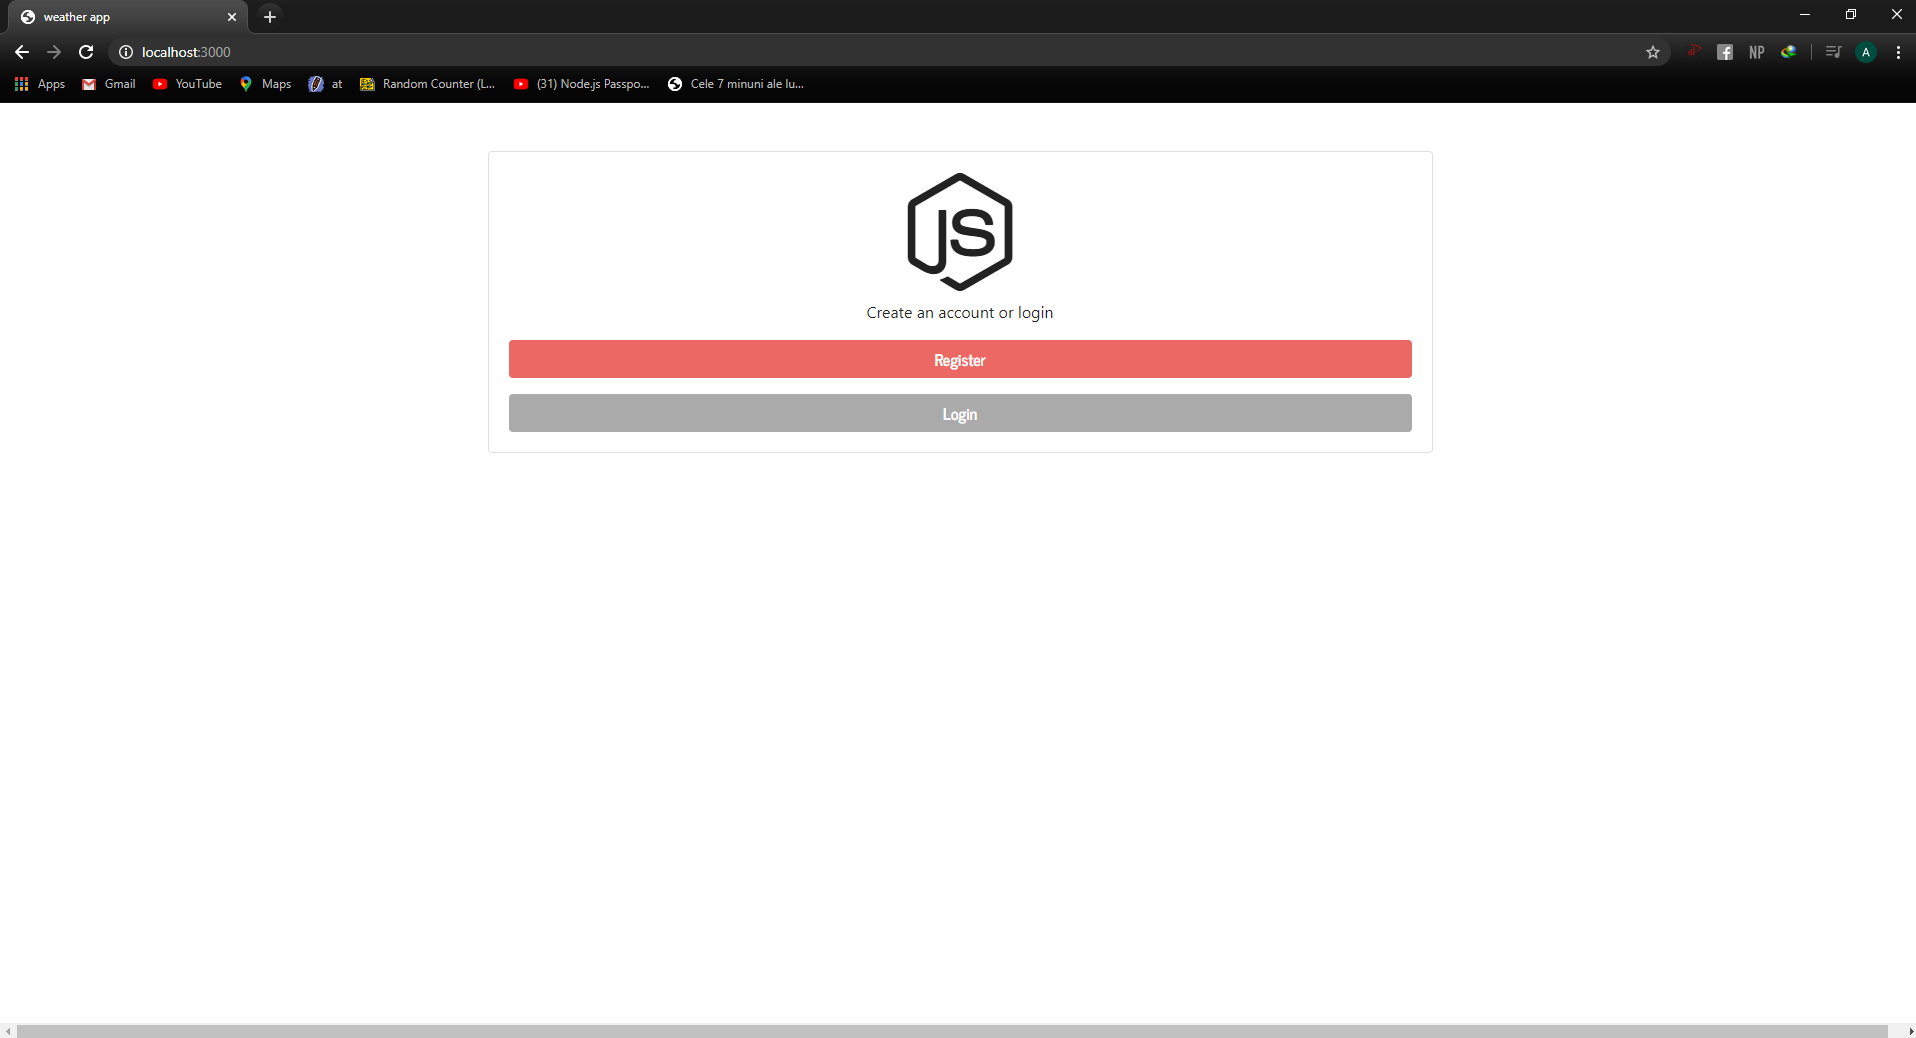 weather app
localhost:3000
NP
A
Apps Gmail YouTube Maps at Random Counter (L... (31) Node.js Passpo... Cele 7 minuni ale lu...
JS
Create an account or login
Register
Login